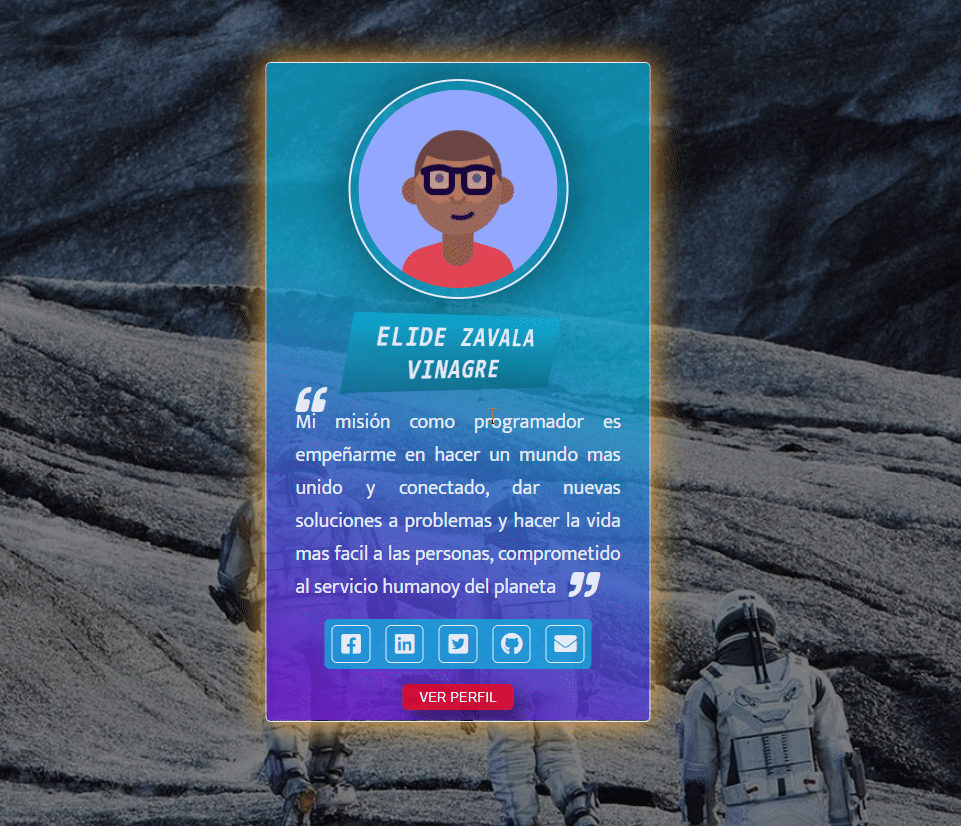 ELIDE ZAVALA
VINAGRE
“
Mi misión como programador es
empeñarme en hacer un mundo mas
unido y conectado, dar nuevas
soluciones a problemas y hacer la vida
mas facil a las personas, comprometido
al servicio humanoy del planeta ”
VER PERFIL